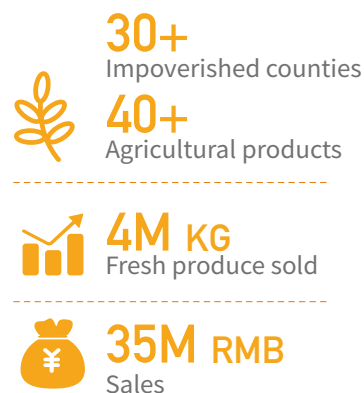 30+
Impoverished counties
40+
Agricultural products
4M KG
Fresh produce sold
¥
35M RMB
Sales